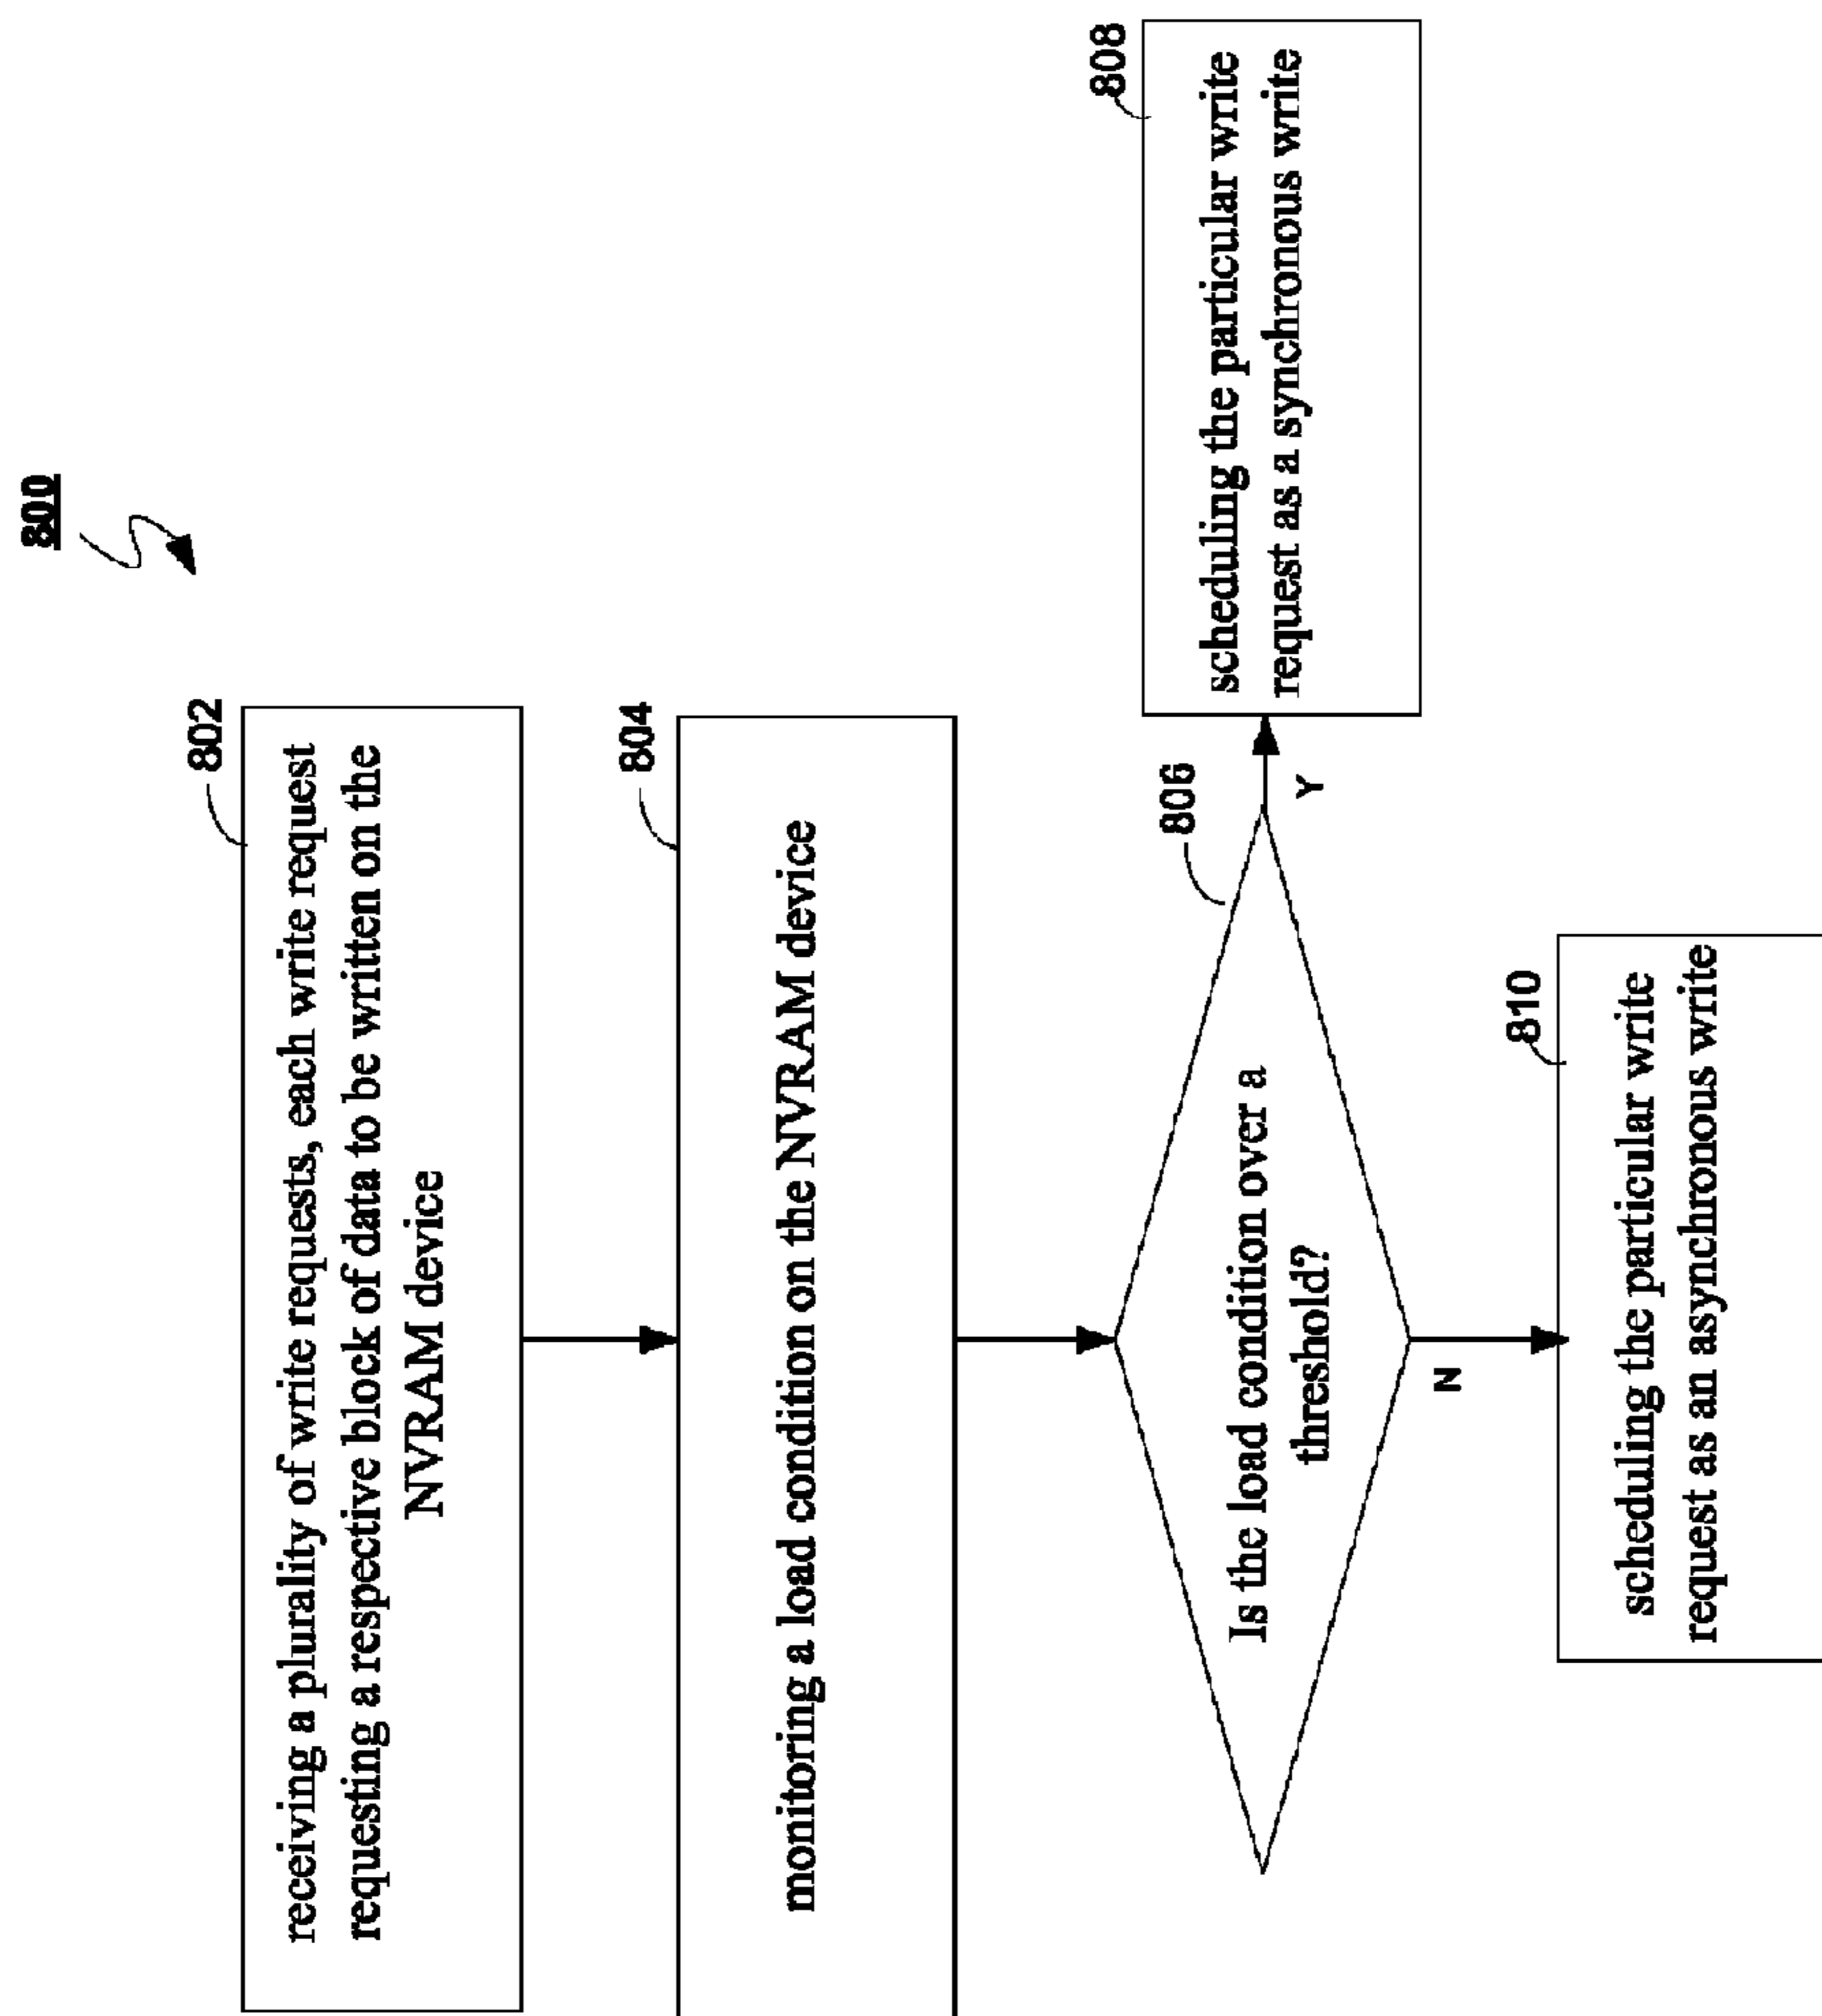 800
802
receiving a plurality of write requests, each write request
requesting a respective block of data to be written on the
NVRAM device
804
monitoring a load condition on the NVRAM device
806
Is the load condition over a
threshold?
Y
808
scheduling the particular write
request as a synchronous write
N
810
scheduling the particular write
request as an asynchronous write